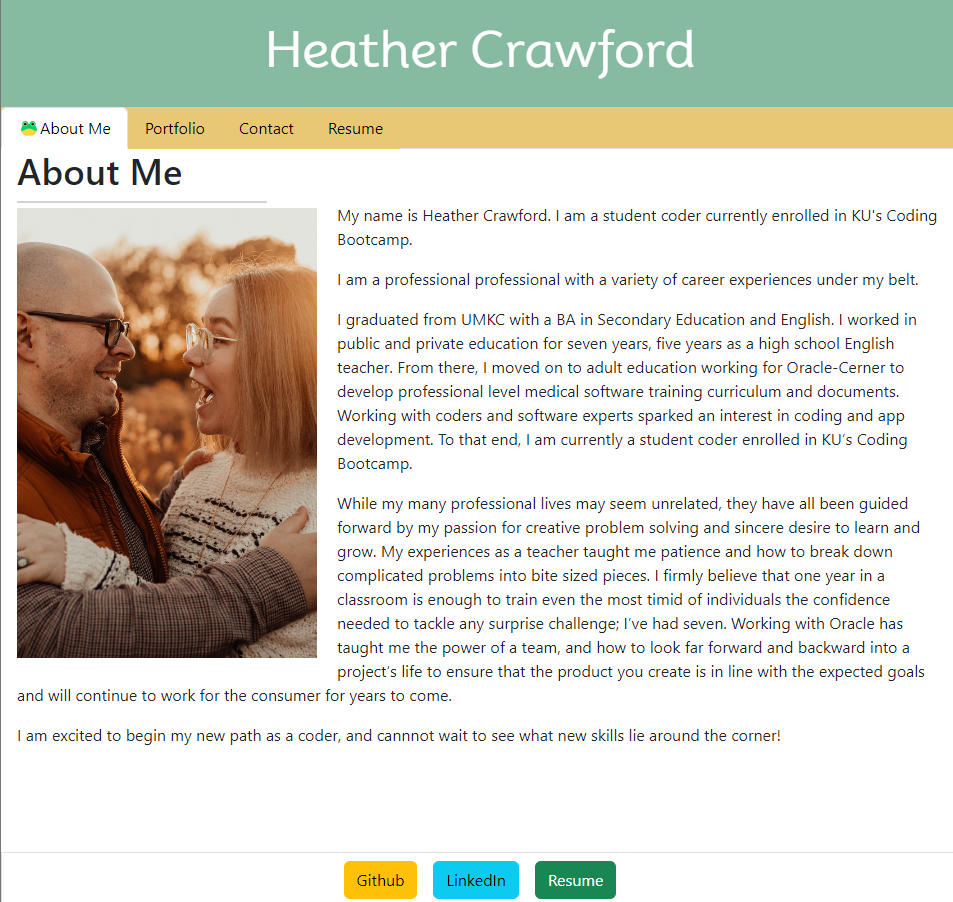 Heather Crawford
About Me
Portfolio
Contact
Resume
About Me
My name is Heather Crawford. I am a student coder currently enrolled in KU's Coding
Bootcamp.
I am a professional professional with a variety of career experiences under my belt.
I graduated from UMKC with a BA in Secondary Education and English. I worked in
public and private education for seven years, five years as a high school English
teacher. From there, I moved on to adult education working for Oracle-Cerner to
develop professional level medical software training curriculum and documents.
Working with coders and software experts sparked an interest in coding and app
development. To that end, I am currently a student coder enrolled in KU’s Coding
Bootcamp.
While my many professional lives may seem unrelated, they have all been guided
forward by my passion for creative problem solving and sincere desire to learn and
grow. My experiences as a teacher taught me patience and how to break down
complicated problems into bite sized pieces. I firmly believe that one year in a
classroom is enough to train even the most timid of individuals the confidence
needed to tackle any surprise challenge; I’ve had seven. Working with Oracle has
taught me the power of a team, and how to look far forward and backward into a
project’s life to ensure that the product you create is in line with the expected goals
and will continue to work for the consumer for years to come.
I am excited to begin my new path as a coder, and cannnot wait to see what new skills lie around the corner!
Github
LinkedIn
Resume